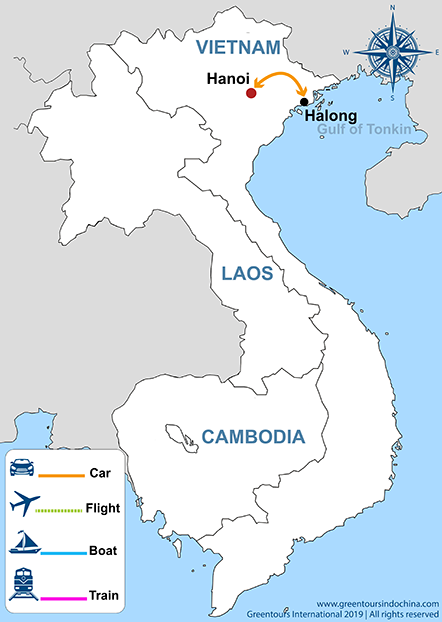 N
W
E
S
VIETNAM
Hanoi
Halong
Gulf of Tonkin
LAOS
CAMBODIA
Car
Flight
Boat
Train
www.greentoursindochina.com
Greentours International 2019 | All rights reserved